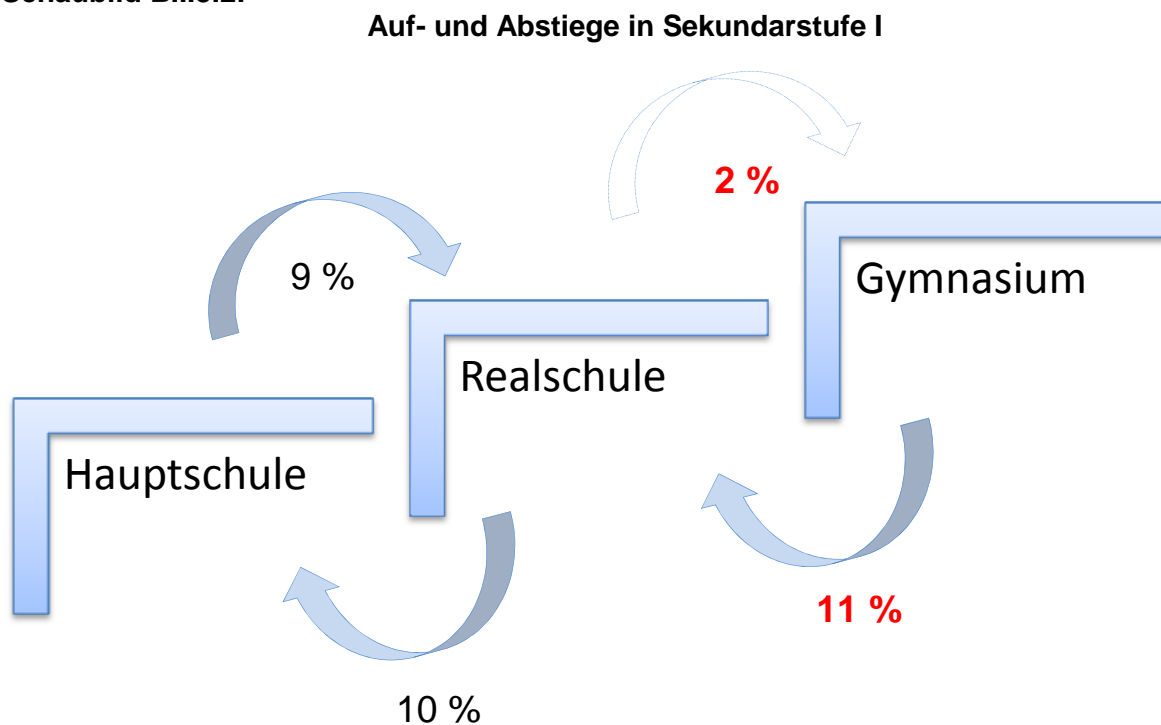 Auf- und Abstiege in Sekundarstufe I
2 %
9 %
Gymnasium
Realschule
Hauptschule
11 %
10 %